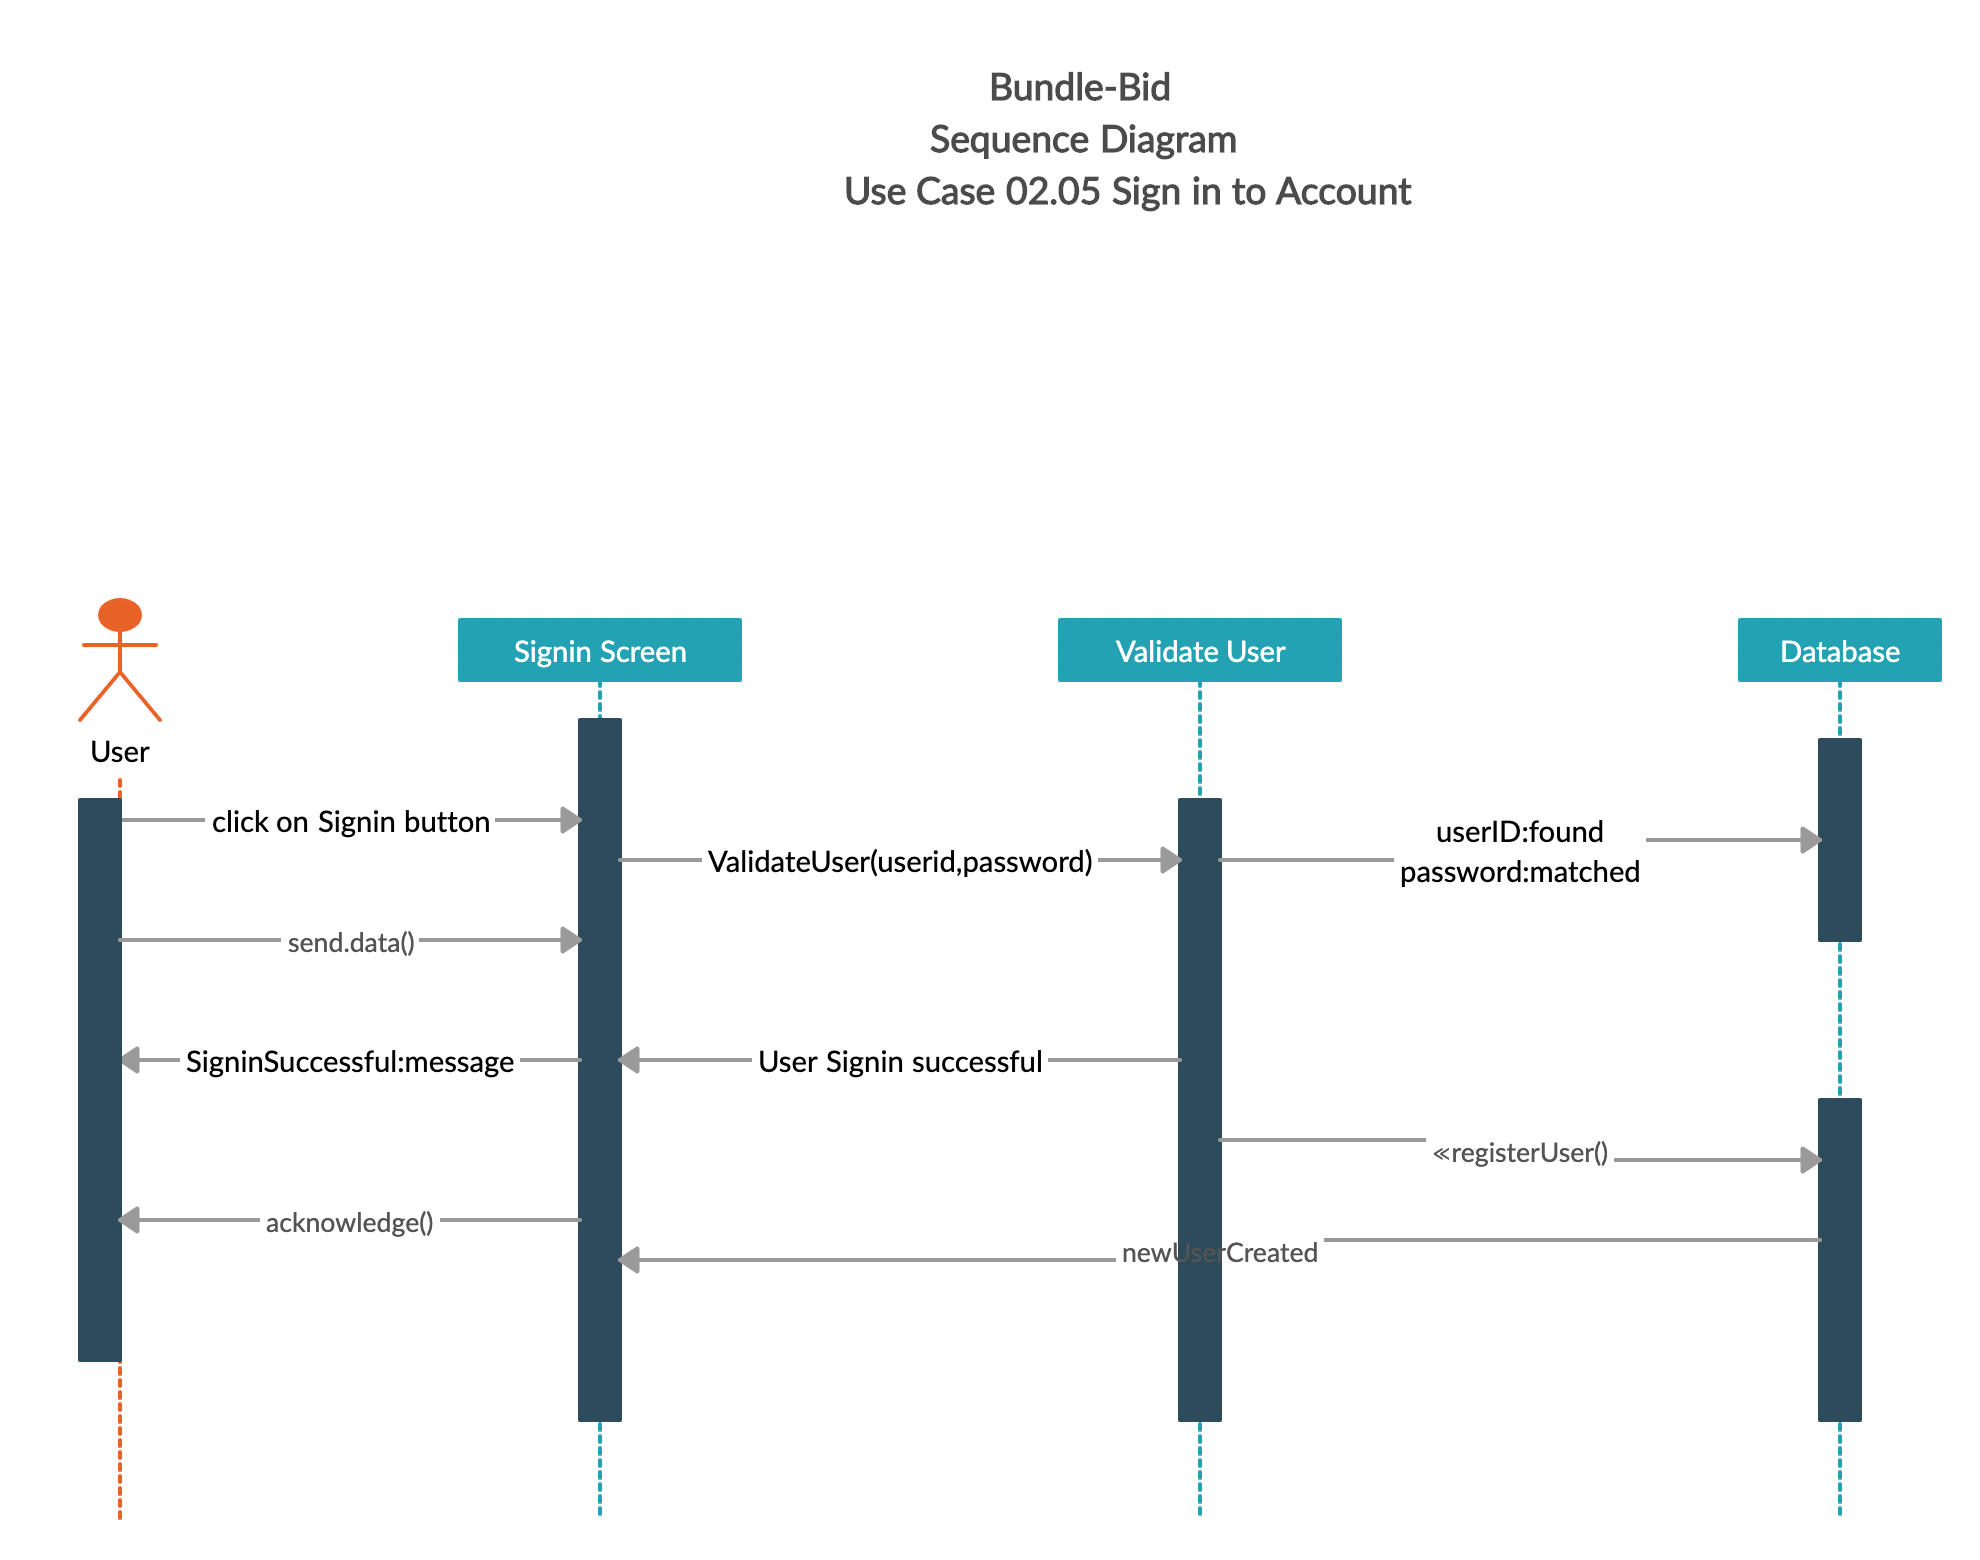 Bundle-Bid
Sequence Diagram
Use Case 02.05 Sign in to Account
Signin Screen
Validate User
Database
User
click on Signin button
ValidateUser(userid,password)
userID:found
password:matched
send.data()
SigninSuccessful:message
User Signin successful
≪registerUser()
acknowledge()
newUserCreated